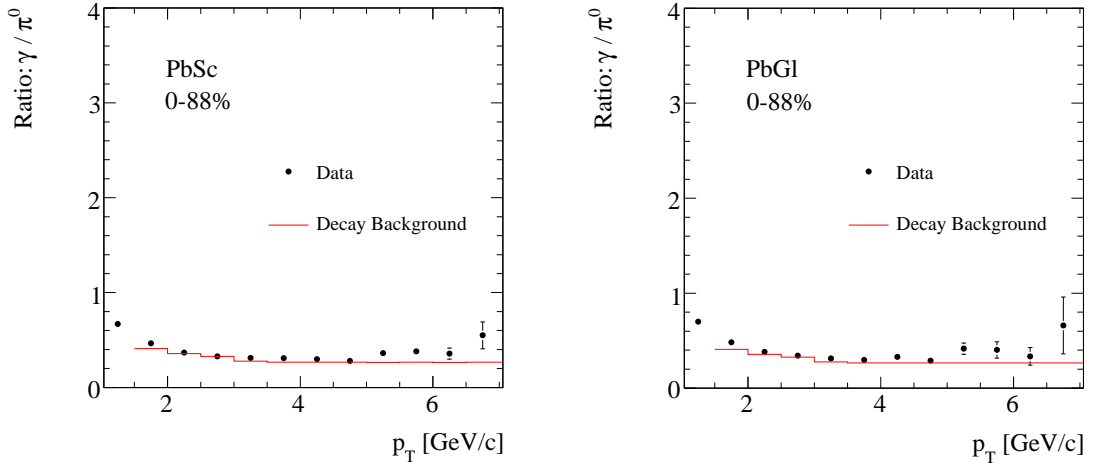 Ratio: γ / π⁰
4
3
2
1
0
PbSc
0-88%
Data
Decay Background
2 4 6
p_T [GeV/c]
Ratio: γ / π⁰
4
3
2
1
0
PbGl
0-88%
Data
Decay Background
2 4 6
p_T [GeV/c]